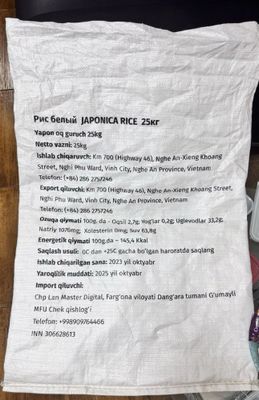 Рис белый JAPONICA RICE 25кг
Yapon oq guruch 25kg
Netto vazni: 25kg
Ishlab chiqaruvch: Km 700 (Highway 46), Nghe An-Xieng Khoang
Street, Nghi Phu Ward, Vinh City, Nghe An Province, Vietnam
Telefon: (+84) 286 2757246
Export qiluvchi: Km 700 (Highway 46), Nghe An-Xieng Khoang Street,
Nghi Phu Ward, Vinh City, Nghe An Province, Vietnam
Telefon: (+84) 286 2757246
Ozuqa qiymati 100g. da - Oqsil 2,7g; Yog'lar 0,2g; Uglevodlar 33,2g;
Natriy 1070mg; Xolesterin 0mg; Suv 63,8g
Energetik qiymati 100g.da – 145,4 Kkal
Saqlash usuli: 0C dan +25C gacha bo'lgan haroratda saqlang
Ishlab chiqarilgan sana: 2023 yil oktyabr
Yaroqlilik muddati: 2025 yil oktyabr
Import qiluvchi:
Chp Lan Master Digital, Farg'ona viloyati Dang'ara tumani G'umayli
MFU Chek qishlog'i
Telefon: +998909764466
INN 306628613